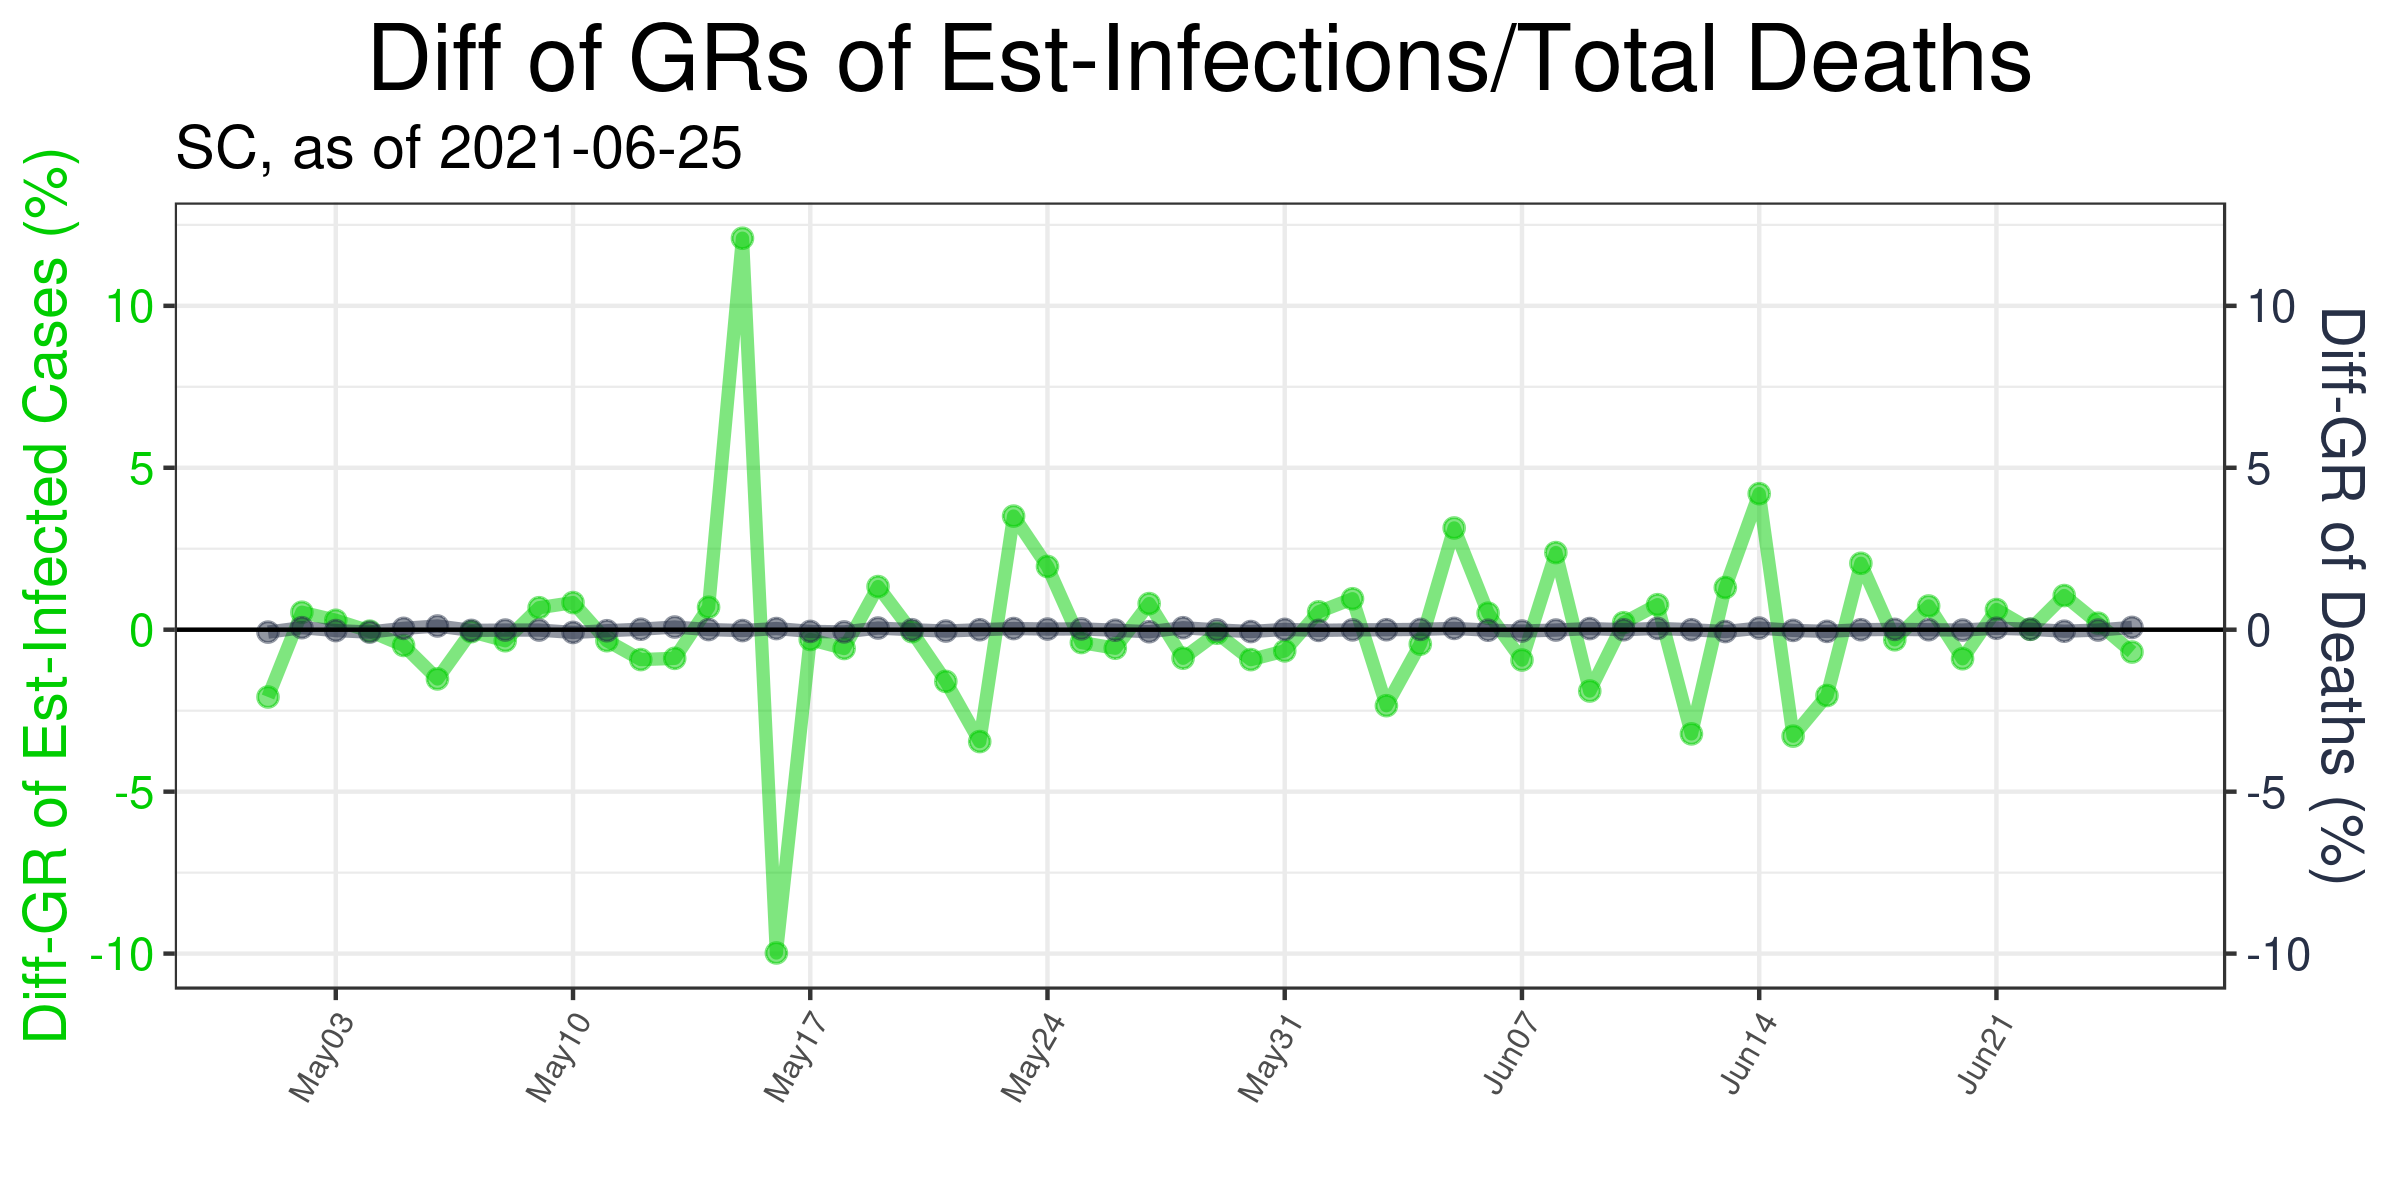 Diff of GRs of Est-Infections/Total Deaths
SC, as of 2021-06-25
Diff-GR of Est-Infected Cases (%)
10
5
0
-5
-10
10
5
0
-5
-10
Diff-GR of Deaths (%)
May03
May10
May17
May24
May31
Jun07
Jun14
Jun21